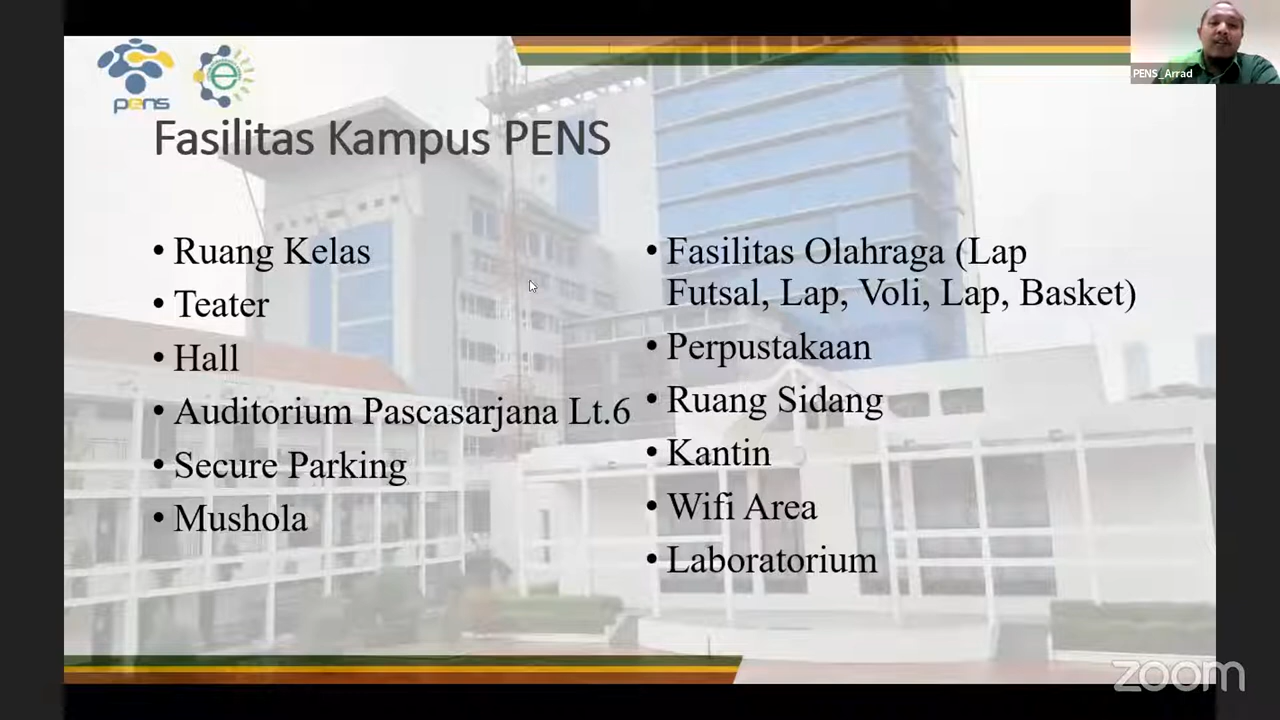 pens
e
Fasilitas Kampus PENS
• Ruang Kelas
• Teater
• Hall
• Auditorium Pascasarjana Lt.6
• Secure Parking
• Mushola
• Fasilitas Olahraga (Lap
Futsal, Lap, Voli, Lap, Basket)
• Perpustakaan
• Ruang Sidang
• Kantin
• Wifi Area
• Laboratorium
PENS_Arrad
zoom